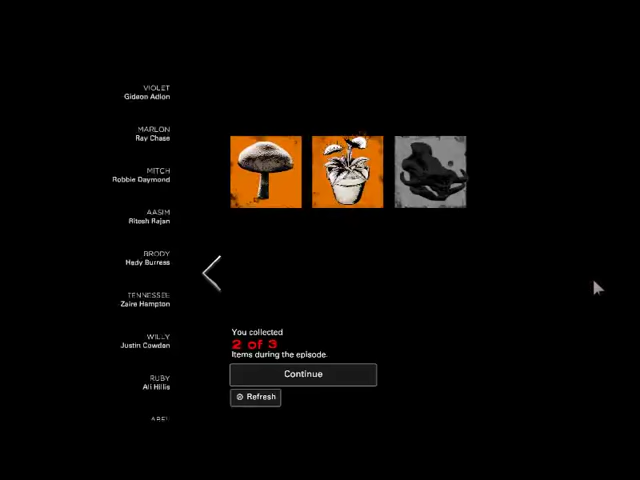 VIOLET
Gideon Adlon
MARLON
Ray Chase
MITCH
Robbie Daymond
AASIM
Ritesh Rajan
BRODY
Hedy Burress
TENNESSEE
Zaire Hampton
WILLY
Justin Cowden
RUBY
Ali Hillis
You collected
2 of 3
Items during the episode.
Continue
Refresh